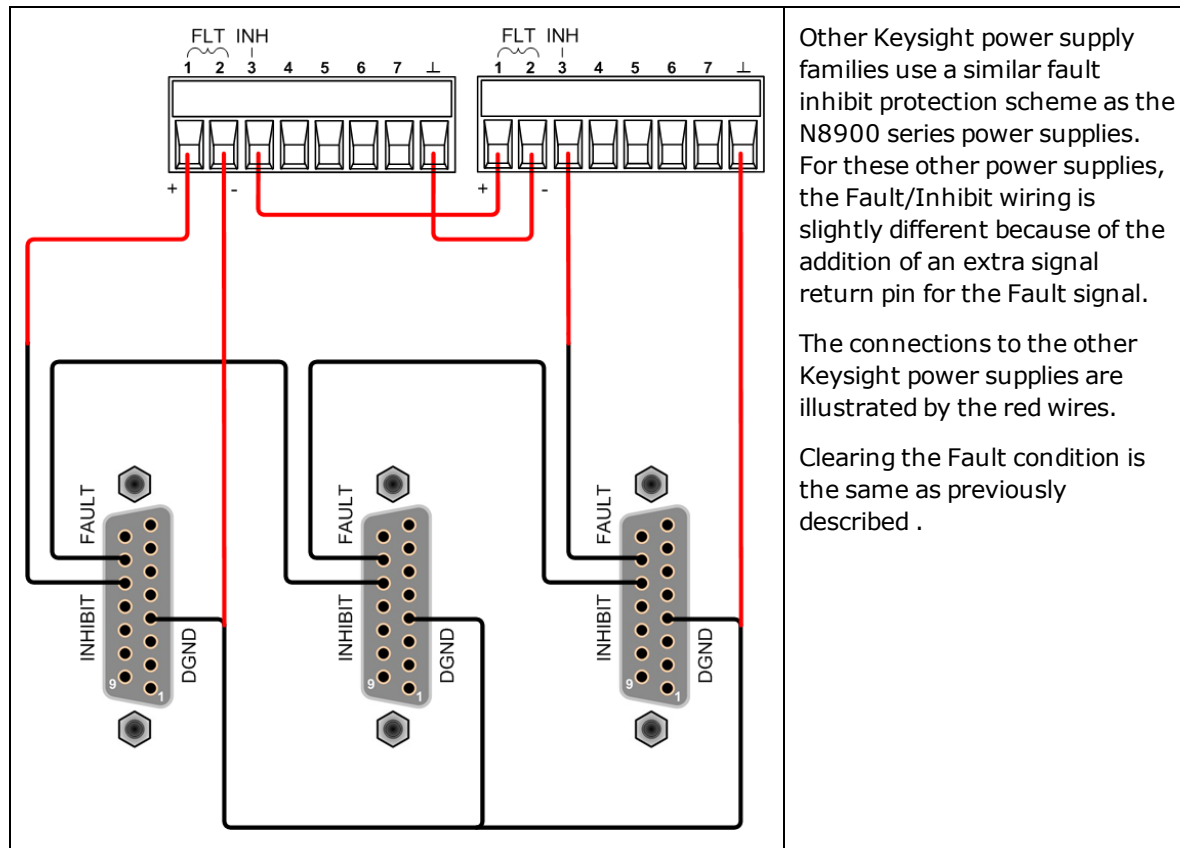 FLT INH
1 2 3 4 5 6 7 ⊥
+ -
FLT INH
1 2 3 4 5 6 7 ⊥
+ -
FAULT
INHIBIT
DGND
9
1
FAULT
INHIBIT
DGND
9
1
FAULT
INHIBIT
DGND
9
1
Other Keysight power supply
families use a similar fault
inhibit protection scheme as the
N8900 series power supplies.
For these other power supplies,
the Fault/Inhibit wiring is
slightly different because of the
addition of an extra signal
return pin for the Fault signal.
The connections to the other
Keysight power supplies are
illustrated by the red wires.
Clearing the Fault condition is
the same as previously
described .